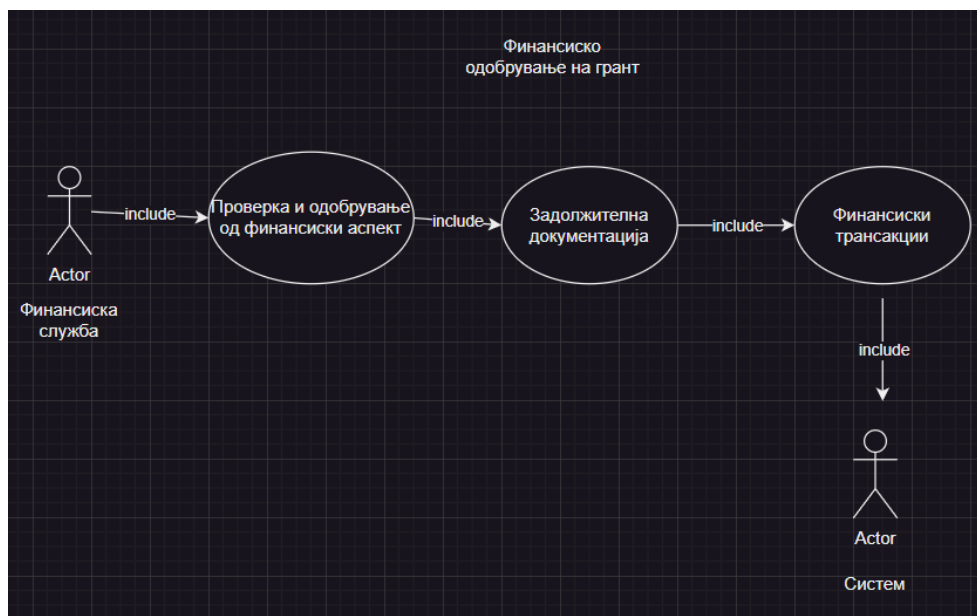 Финансиско
одобрување на грант
include
Проверка и одобрување
од финансиски аспект
include
Задолжителна
документација
include
Финансиски
трансакции
Actor
Финансиска
служба
include
Actor
Систем